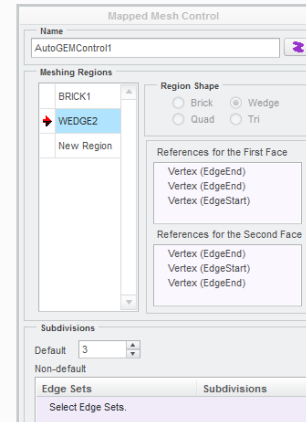 Mapped Mesh Control
Name
AutoGEMControl1
Meshing Regions
BRICK1
WEDGE2
New Region
Region Shape
Brick Wedge
Quad Tri
References for the First Face
Vertex (EdgeEnd)
Vertex (EdgeEnd)
Vertex (EdgeStart)
References for the Second Face
Vertex (EdgeEnd)
Vertex (EdgeStart)
Vertex (EdgeEnd)
Subdivisions
Default 3
Non-default
Edge Sets Subdivisions
Select Edge Sets.